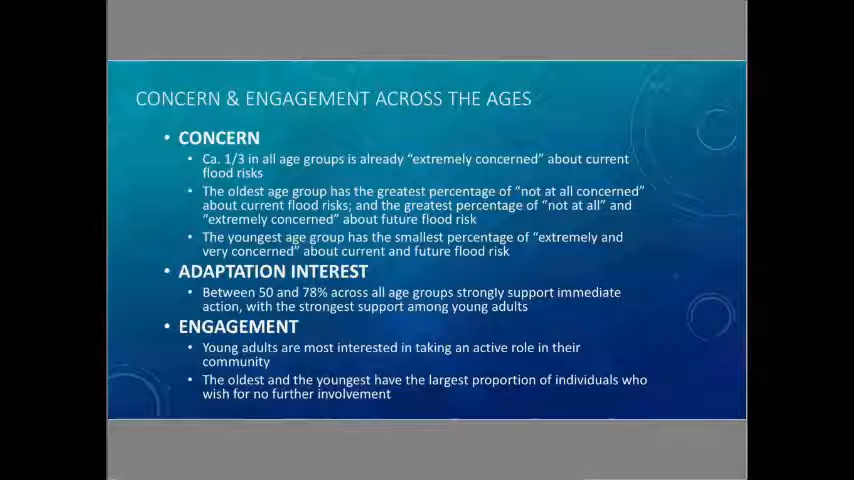 CONCERN & ENGAGEMENT ACROSS THE AGES
• CONCERN
• Ca. 1/3 in all age groups is already “extremely concerned” about current
flood risks
• The oldest age group has the greatest percentage of “not at all concerned”
about current flood risks; and the greatest percentage of “not at all” and
“extremely concerned” about future flood risk
• The youngest age group has the smallest percentage of “extremely and
very concerned” about current and future flood risk
• ADAPTATION INTEREST
• Between 50 and 78% across all age groups strongly support immediate
action, with the strongest support among young adults
• ENGAGEMENT
• Young adults are most interested in taking an active role in their
community
• The oldest and the youngest have the largest proportion of individuals who
wish for no further involvement